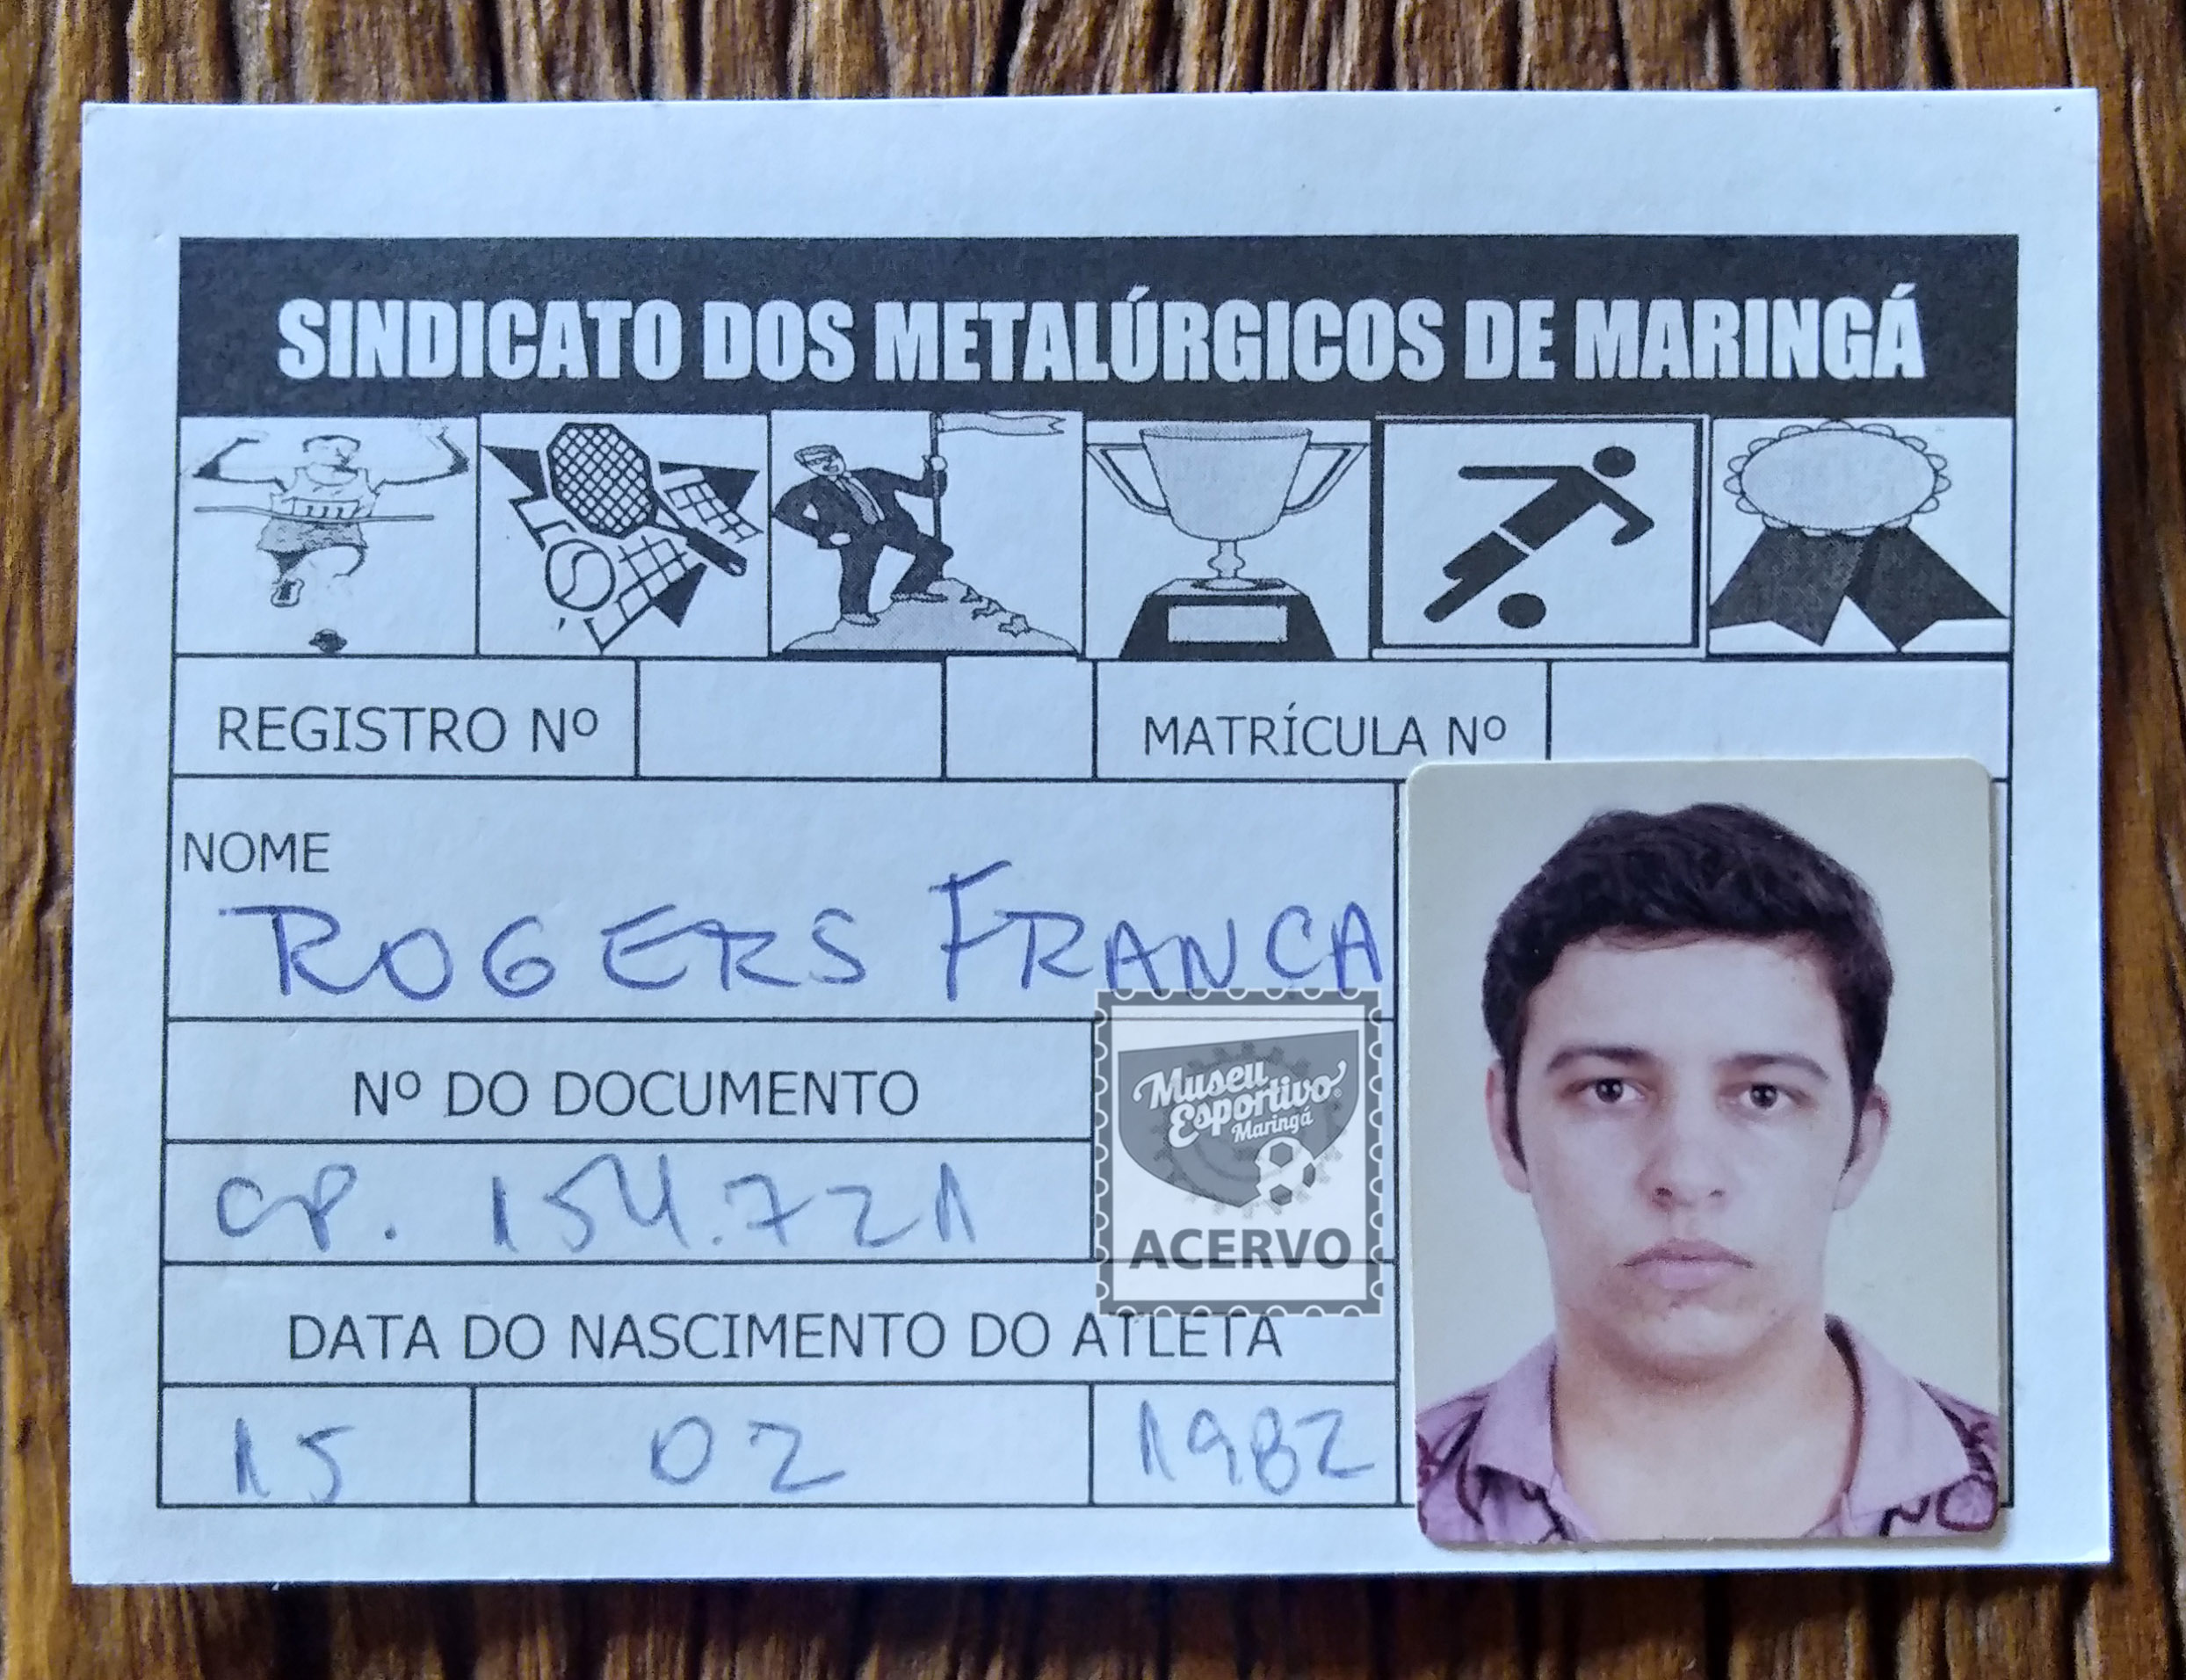 SINDICATO DOS METALÚRGICOS DE MARINGÁ
REGISTRO Nº
MATRÍCULA Nº
NOME
ROGERS FRANÇA
Nº DO DOCUMENTO
CP. 154.721
Museu
Esportivo
Maringá
ACERVO
DATA DO NASCIMENTO DO ATLETA
15 02 1982